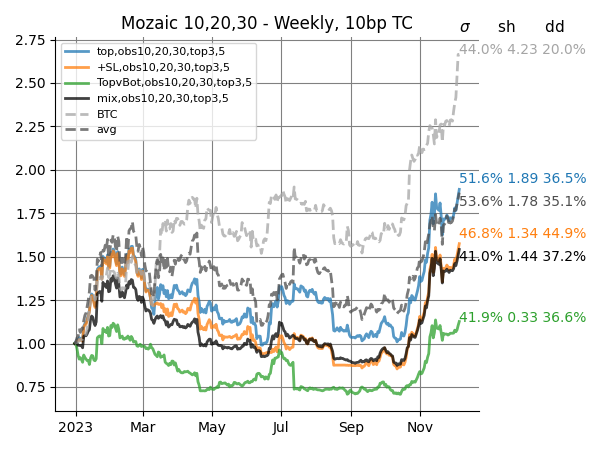 Mozaic 10,20,30 - Weekly, 10bp TC
σ sh dd
2.75
2.50
2.25
2.00
1.75
1.50
1.25
1.00
0.75
top,obs10,20,30,top3,5
+SL,obs10,20,30,top3,5
TopvBot,obs10,20,30,top3,5
mix,obs10,20,30,top3,5
BTC
avg
44.0% 4.23 20.0%
51.6% 1.89 36.5%
53.6% 1.78 35.1%
46.8% 1.34 44.9%
41.0% 1.44 37.2%
41.9% 0.33 36.6%
2023 Mar May Jul Sep Nov